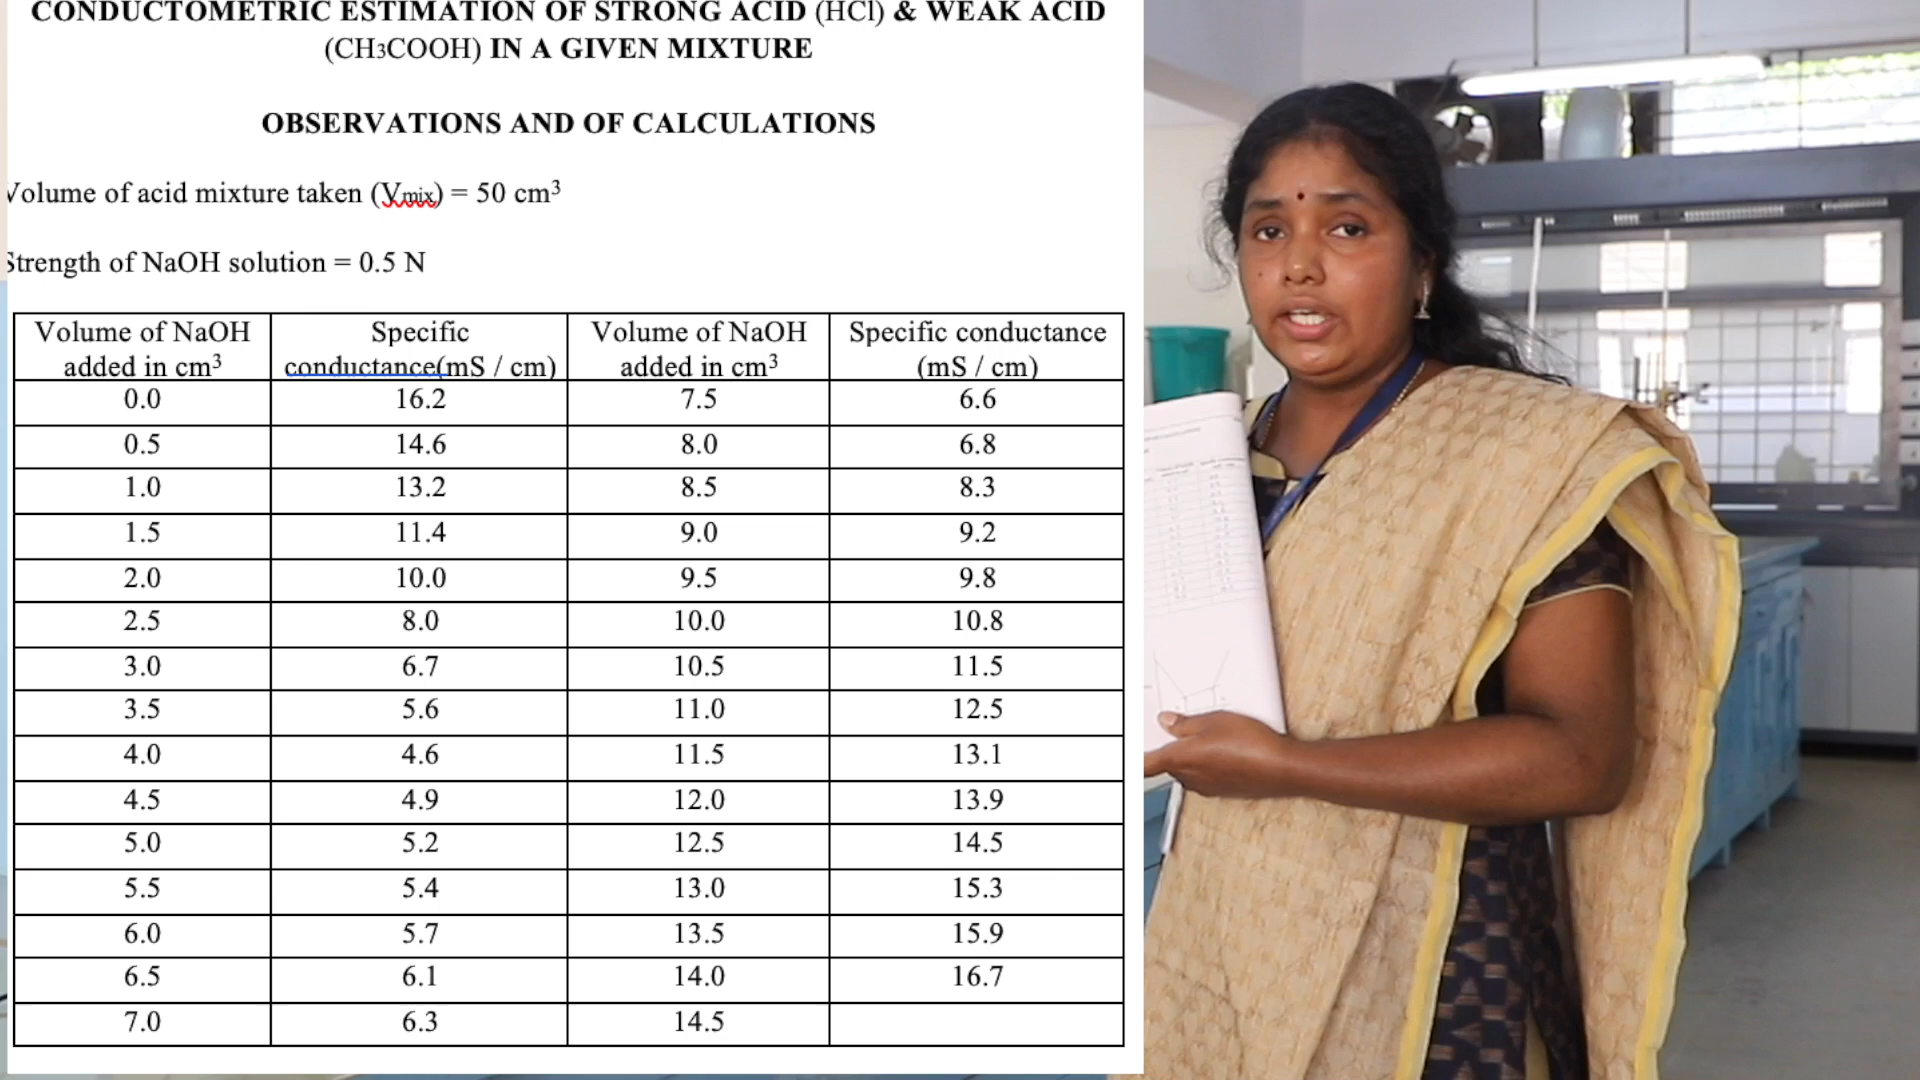 CONDUCTOMETRIC ESTIMATION OF STRONG ACID (HCl) & WEAK ACID
(CH3COOH) IN A GIVEN MIXTURE
OBSERVATIONS AND OF CALCULATIONS
Volume of acid mixture taken (Vmix) = 50 cm³
Strength of NaOH solution = 0.5 N
Volume of NaOH added in cm³ | Specific conductance(mS / cm) | Volume of NaOH added in cm³ | Specific conductance (mS / cm)
0.0 16.2 7.5 6.6
0.5 14.6 8.0 6.8
1.0 13.2 8.5 8.3
1.5 11.4 9.0 9.2
2.0 10.0 9.5 9.8
2.5 8.0 10.0 10.8
3.0 6.7 10.5 11.5
3.5 5.6 11.0 12.5
4.0 4.6 11.5 13.1
4.5 4.9 12.0 13.9
5.0 5.2 12.5 14.5
5.5 5.4 13.0 15.3
6.0 5.7 13.5 15.9
6.5 6.1 14.0 16.7
7.0 6.3 14.5